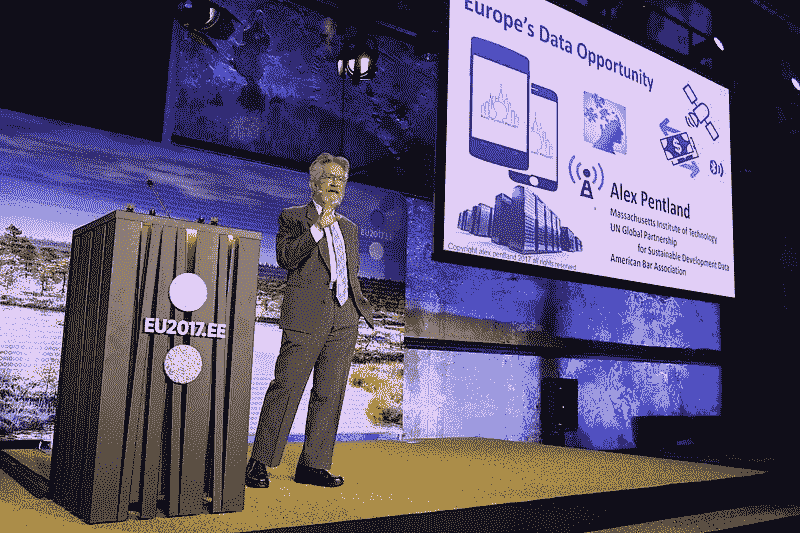 Europe's Data Opportunity
Alex Pentland
Massachusetts Institute of Technology
UN Global Partnership
for Sustainable Development Data
American Bar Association
Copyright alex pentland 2017 all rights reserved
$
EU2017.EE